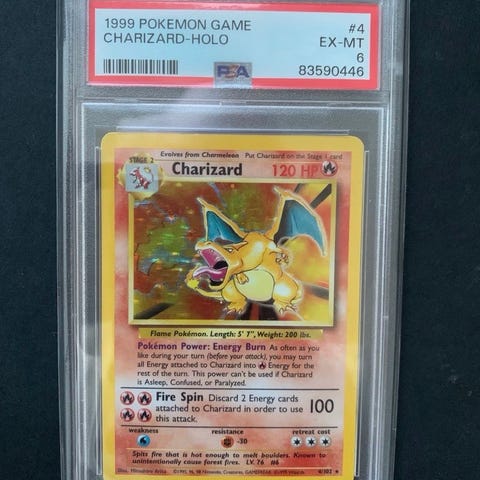 1999 POKEMON GAME #4
CHARIZARD-HOLO EX-MT
6
PSA 83590446
Evolves from Charmeleon Put Charizard on the Stage 1 card
STAGE 2
Charizard 120 HP
Flame Pokémon. Length: 5' 7", Weight: 200 lbs.
Pokémon Power: Energy Burn As often as you
like during your turn (before your attack), you may turn
all Energy attached to Charizard into Energy for the
rest of the turn. This power can't be used if Charizard
is Asleep, Confused, or Paralyzed.
Fire Spin Discard 2 Energy cards
attached to Charizard in order to use 100
this attack.
weakness resistance retreat cost
-30
Spits fire that is hot enough to melt boulders. Known to
unintentionally cause forest fires. LV. 76 #6
Illus. Mitsuhiro Arita 4/102